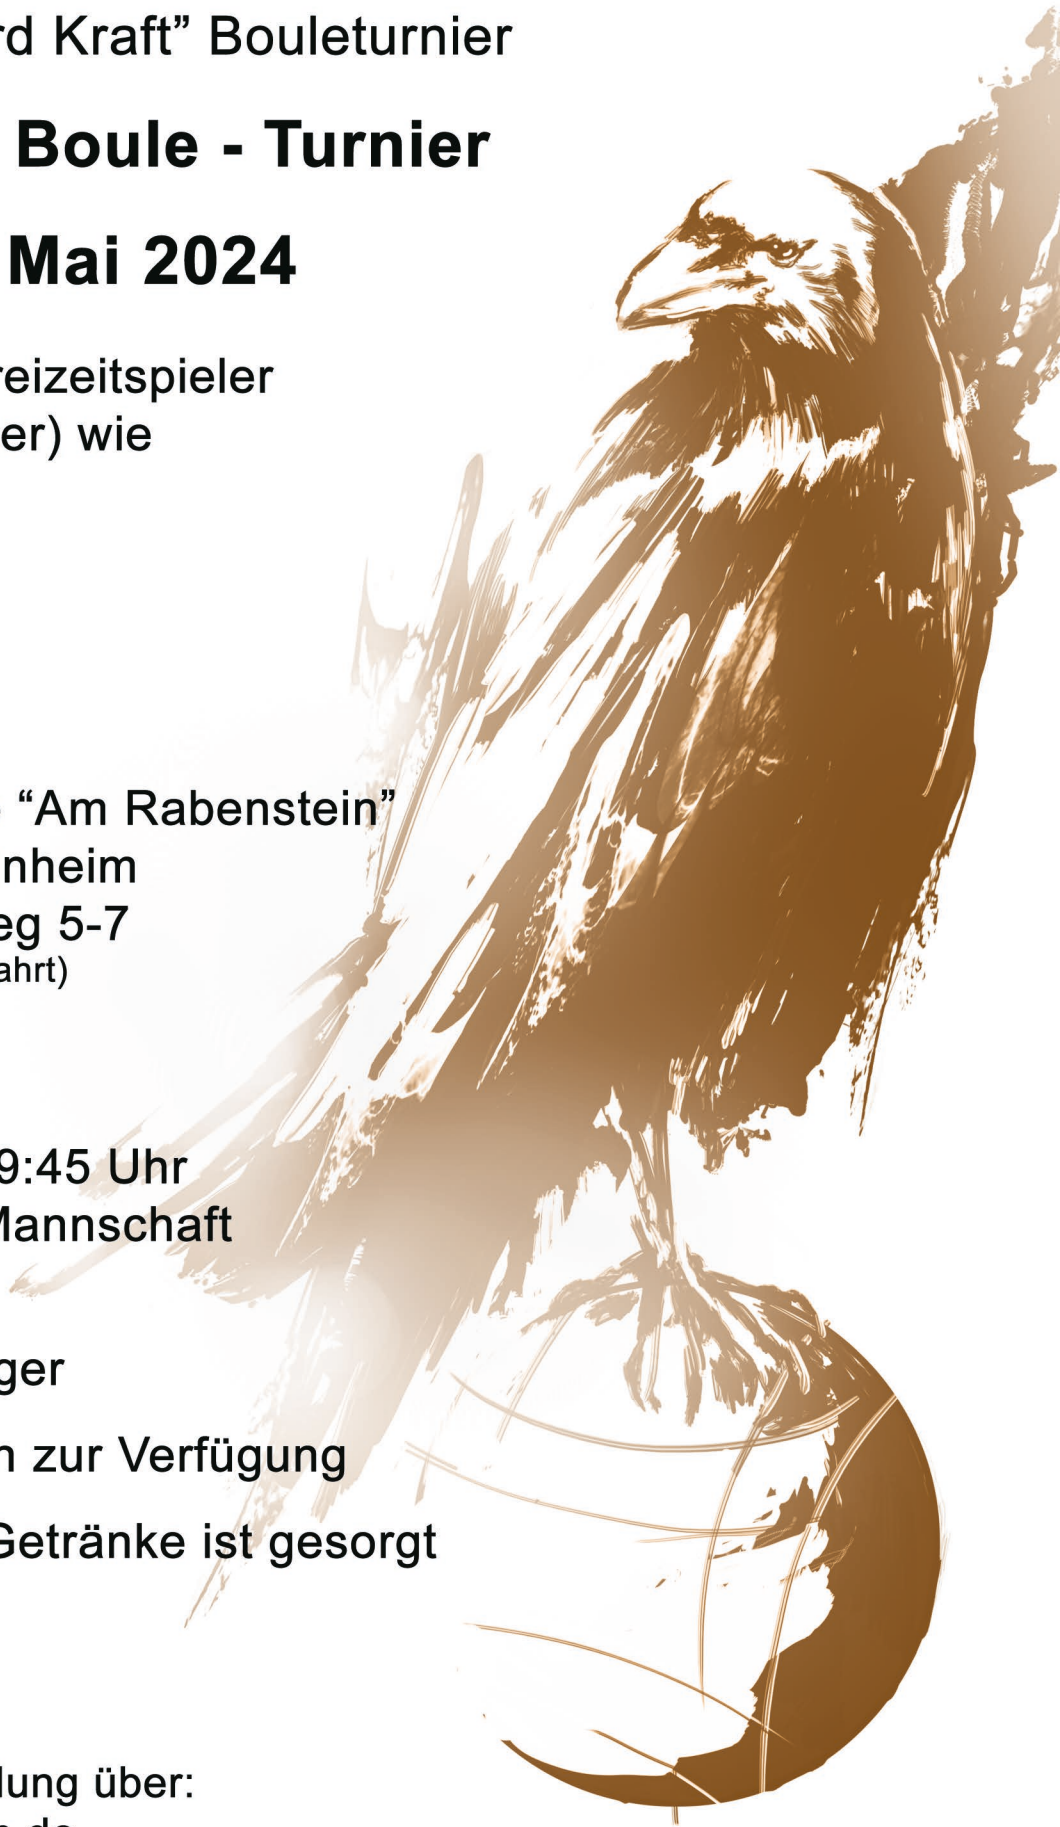 rd Kraft” Bouleturnier
Boule - Turnier
Mai 2024
reizeitspieler
er) wie
“Am Rabenstein”
nheim
eg 5-7
ahrt)
9:45 Uhr
Mannschaft
ger
n zur Verfügung
Getränke ist gesorgt
dung über: